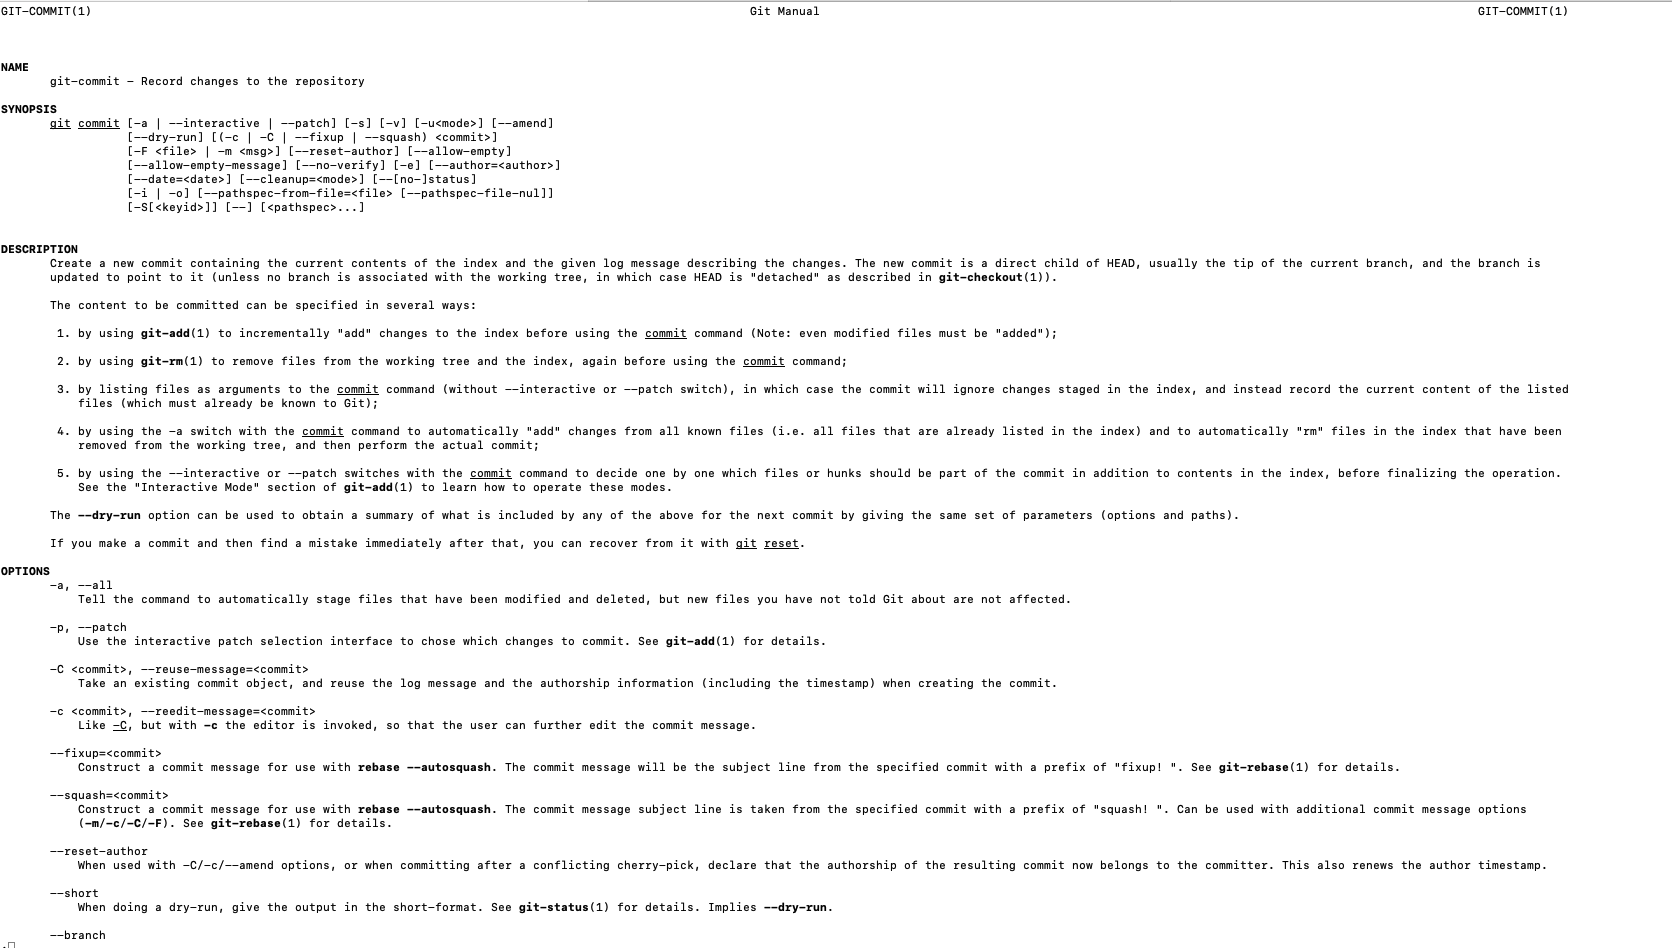 GIT-COMMIT(1) Git Manual GIT-COMMIT(1)
NAME
git-commit - Record changes to the repository
SYNOPSIS
git commit [-a | --interactive | --patch] [-s] [-v] [-u<mode>] [--amend]
[--dry-run] [(-c | -C | --fixup | --squash) <commit>]
[-F <file> | -m <msg>] [--reset-author] [--allow-empty]
[--allow-empty-message] [--no-verify] [-e] [--author=<author>]
[--date=<date>] [--cleanup=<mode>] [--[no-]status]
[-i | -o] [--pathspec-from-file=<file> [--pathspec-file-nul]]
[-S[<keyid>]] [--] [<pathspec>...]
DESCRIPTION
Create a new commit containing the current contents of the index and the given log message describing the changes. The new commit is a direct child of HEAD, usually the tip of the current branch, and the branch is
updated to point to it (unless no branch is associated with the working tree, in which case HEAD is "detached" as described in git-checkout(1)).
The content to be committed can be specified in several ways:
1. by using git-add(1) to incrementally "add" changes to the index before using the commit command (Note: even modified files must be "added");
2. by using git-rm(1) to remove files from the working tree and the index, again before using the commit command;
3. by listing files as arguments to the commit command (without --interactive or --patch switch), in which case the commit will ignore changes staged in the index, and instead record the current content of the listed
files (which must already be known to Git);
4. by using the -a switch with the commit command to automatically "add" changes from all known files (i.e. all files that are already listed in the index) and to automatically "rm" files in the index that have been
removed from the working tree, and then perform the actual commit;
5. by using the --interactive or --patch switches with the commit command to decide one by one which files or hunks should be part of the commit in addition to contents in the index, before finalizing the operation.
See the "Interactive Mode" section of git-add(1) to learn how to operate these modes.
The --dry-run option can be used to obtain a summary of what is included by any of the above for the next commit by giving the same set of parameters (options and paths).
If you make a commit and then find a mistake immediately after that, you can recover from it with git reset.
OPTIONS
-a, --all
Tell the command to automatically stage files that have been modified and deleted, but new files you have not told Git about are not affected.
-p, --patch
Use the interactive patch selection interface to chose which changes to commit. See git-add(1) for details.
-C <commit>, --reuse-message=<commit>
Take an existing commit object, and reuse the log message and the authorship information (including the timestamp) when creating the commit.
-c <commit>, --reedit-message=<commit>
Like -C, but with -c the editor is invoked, so that the user can further edit the commit message.
--fixup=<commit>
Construct a commit message for use with rebase --autosquash. The commit message will be the subject line from the specified commit with a prefix of "fixup! ". See git-rebase(1) for details.
--squash=<commit>
Construct a commit message for use with rebase --autosquash. The commit message subject line is taken from the specified commit with a prefix of "squash! ". Can be used with additional commit message options
(-m/-c/-C/-F). See git-rebase(1) for details.
--reset-author
When used with -C/-c/--amend options, or when committing after a conflicting cherry-pick, declare that the authorship of the resulting commit now belongs to the committer. This also renews the author timestamp.
--short
When doing a dry-run, give the output in the short-format. See git-status(1) for details. Implies --dry-run.
--branch
: